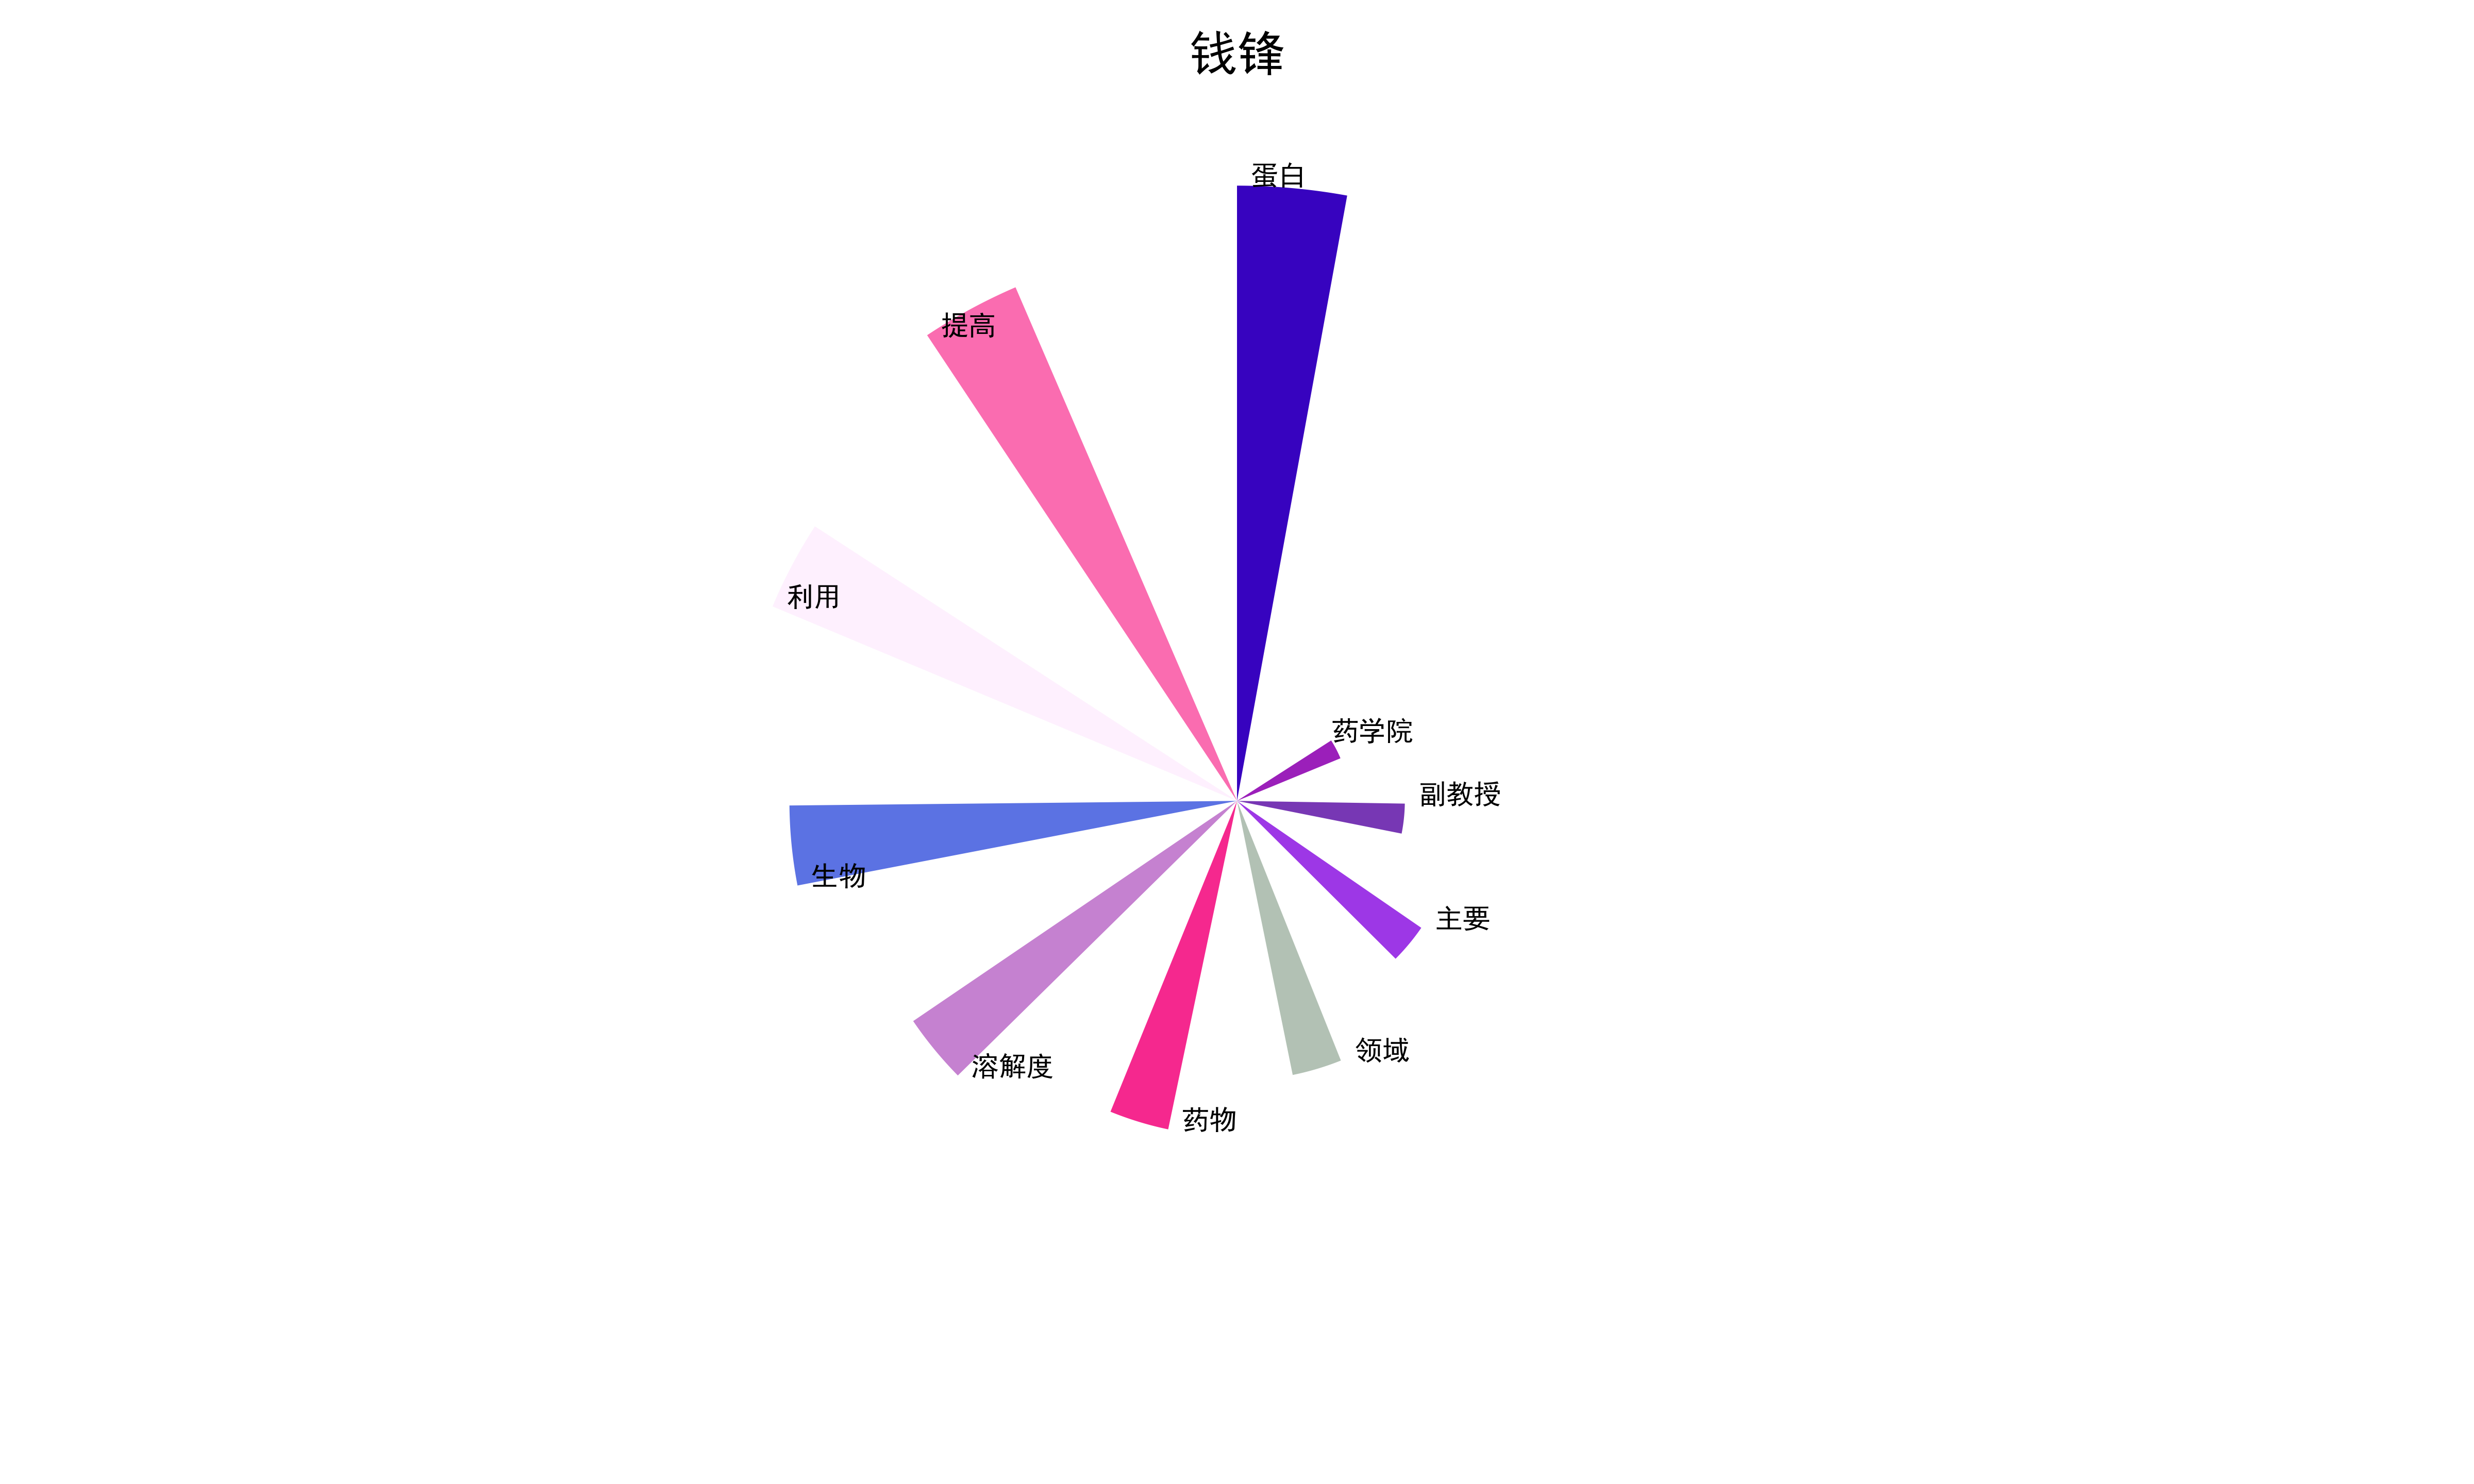 钱锋
蛋白
提高
利用
药学院
副教授
生物
主要
领域
溶解度
药物